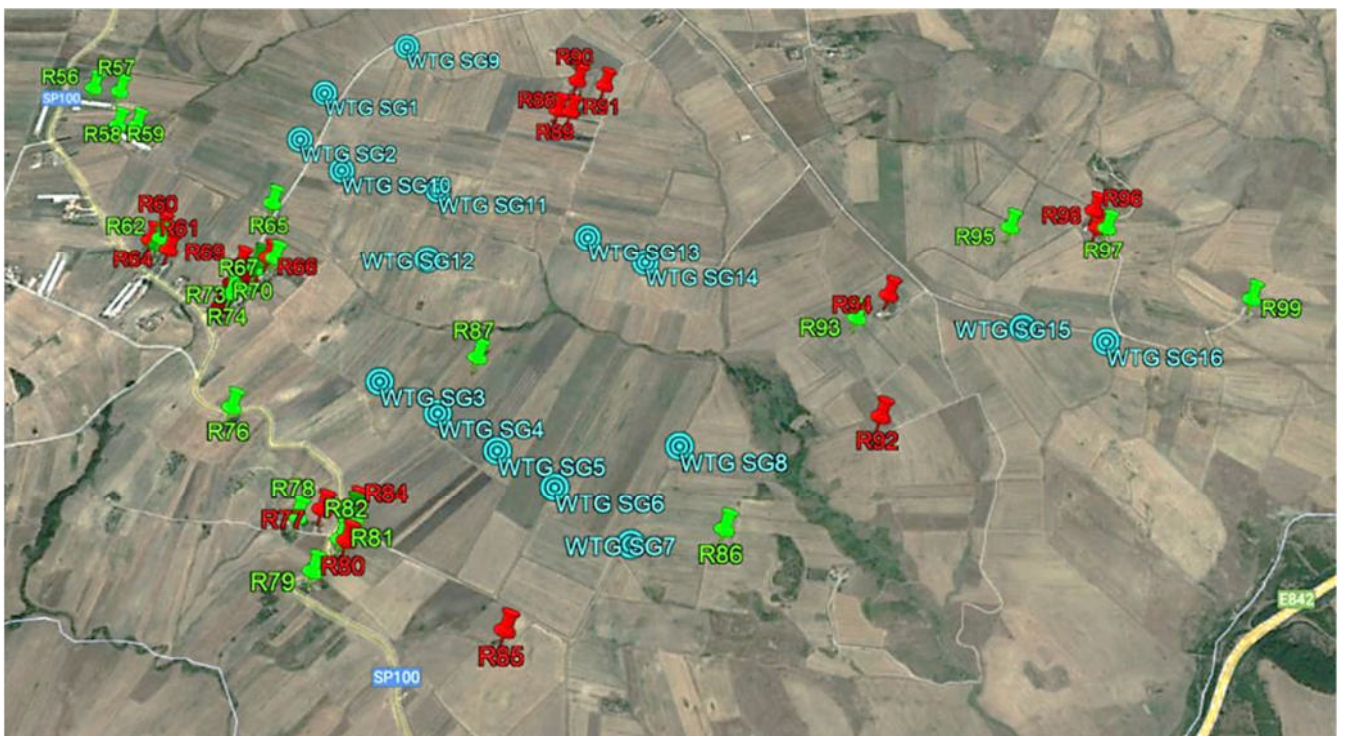 WTG SG9
R90
R57
R56
SP100
WTG SG1
R88
R91
R58
R59
R89
WTG SG2
WTG SG10
WTG SG11
R60
R96
R98
R62
R61
R65
R95
R97
R64
R69
WTG SG13
WTG SG12
R67
R66
WTG SG14
R73
R70
R94
R99
R74
R93
WTG SG15
R87
WTG SG16
WTG SG3
R76
WTG SG4
R92
WTG SG5
WTG SG8
R78
R84
WTG SG6
R82
R77
R81
WTG SG7
R86
R80
R79
E842
R85
SP100